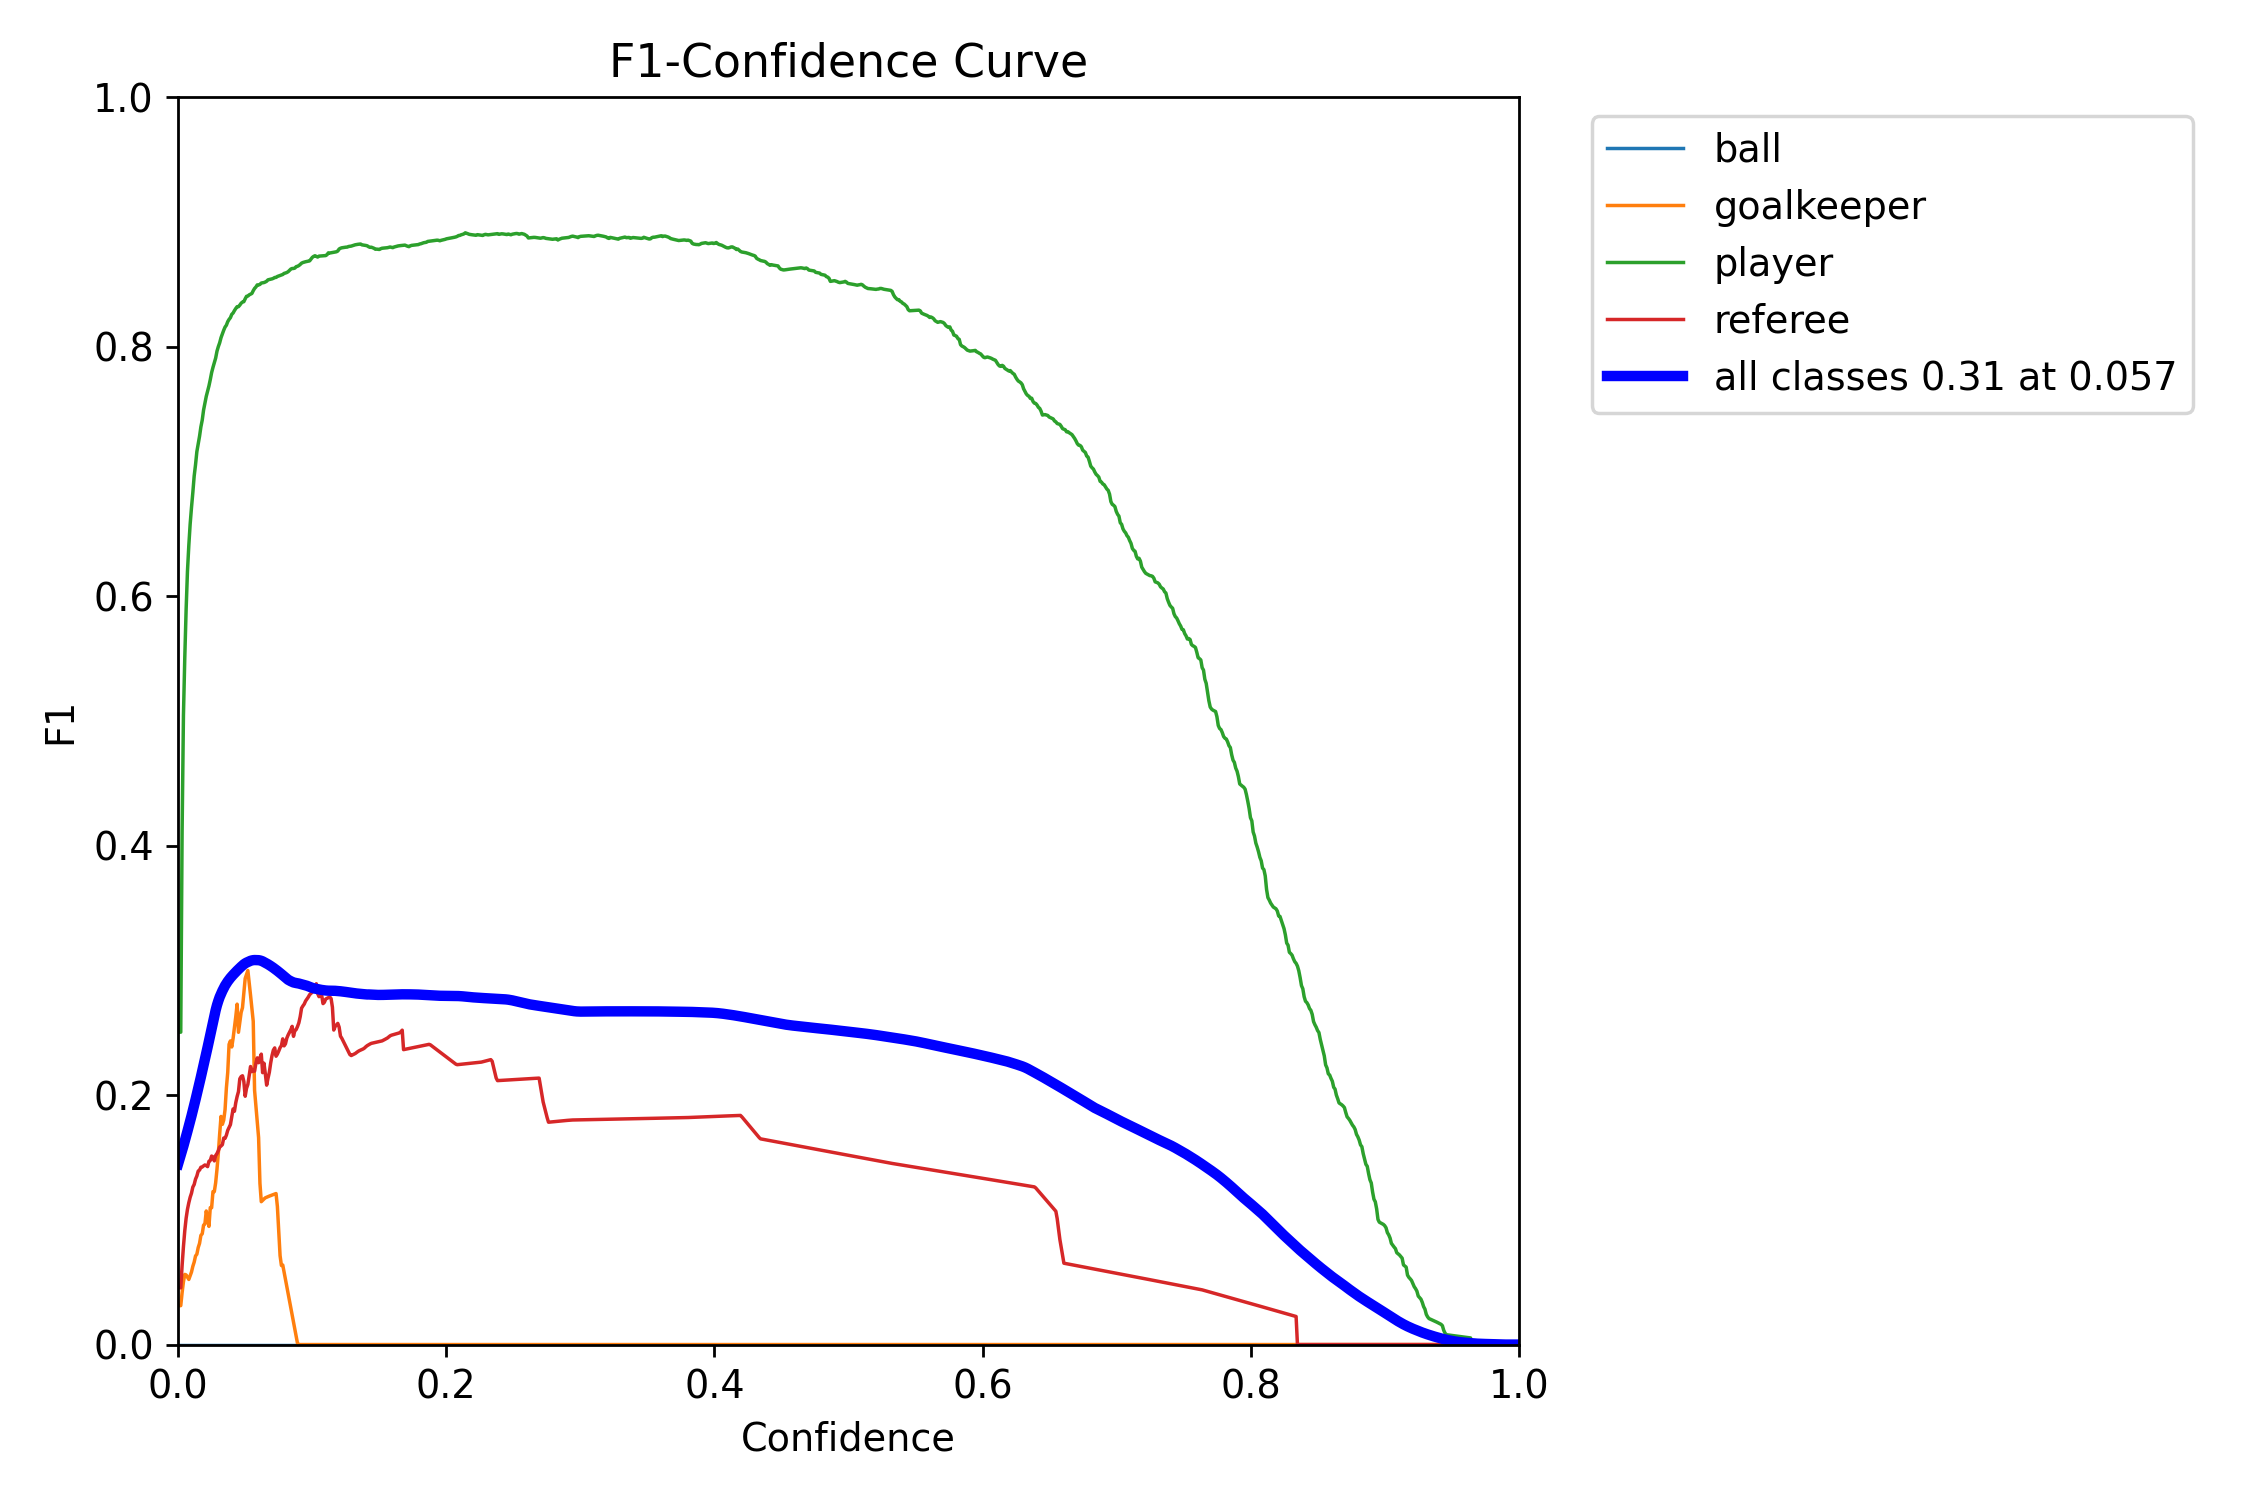 F1-Confidence Curve
1.0
0.8
0.6
0.4
0.2
0.0
F1
0.0 0.2 0.4 0.6 0.8 1.0
Confidence
ball
goalkeeper
player
referee
all classes 0.31 at 0.057